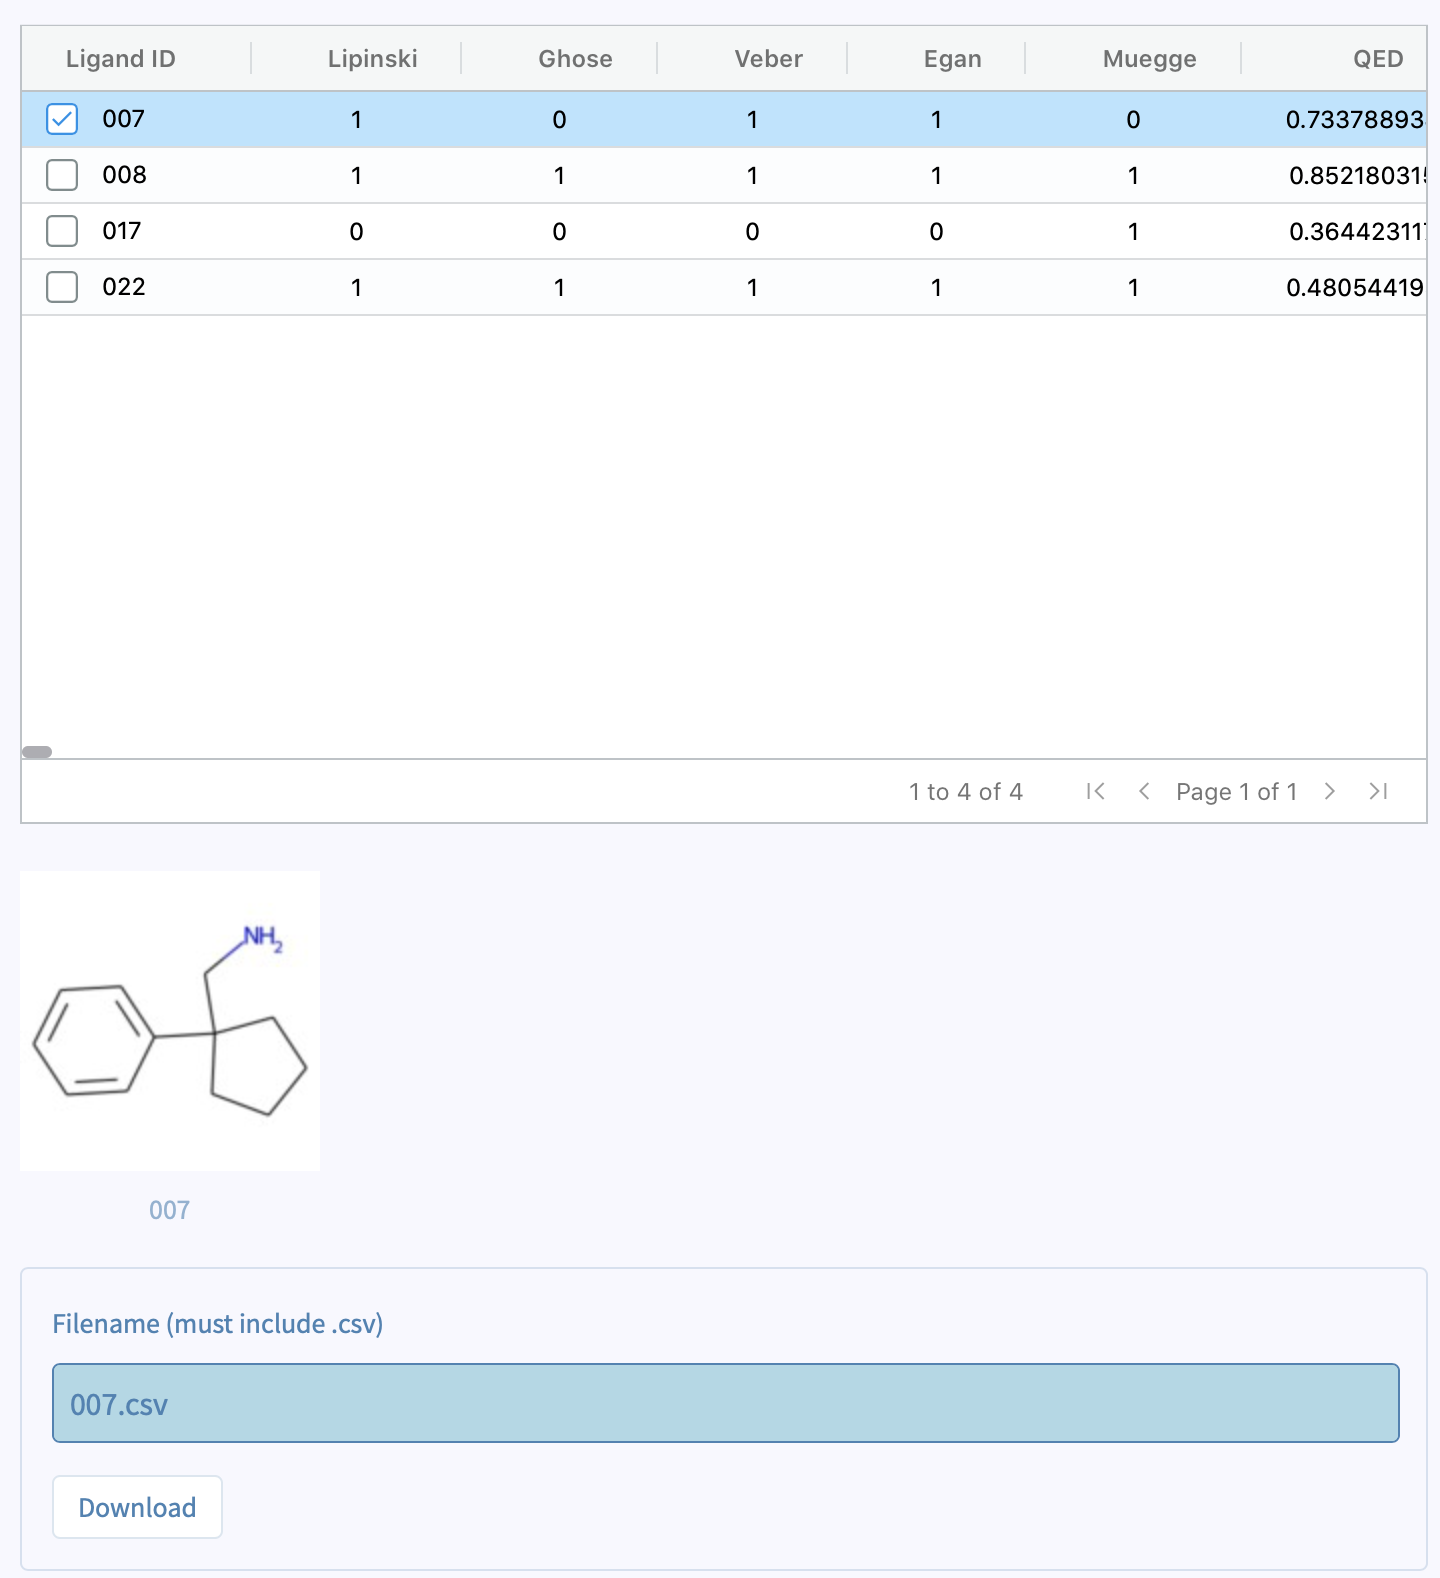 Ligand ID Lipinski Ghose Veber Egan Muegge QED
007 1 0 1 1 0 0.73378893
008 1 1 1 1 1 0.85218031
017 0 0 0 0 1 0.36442311
022 1 1 1 1 1 0.48054419
1 to 4 of 4 Page 1 of 1
NH2
007
Filename (must include .csv)
007.csv
Download